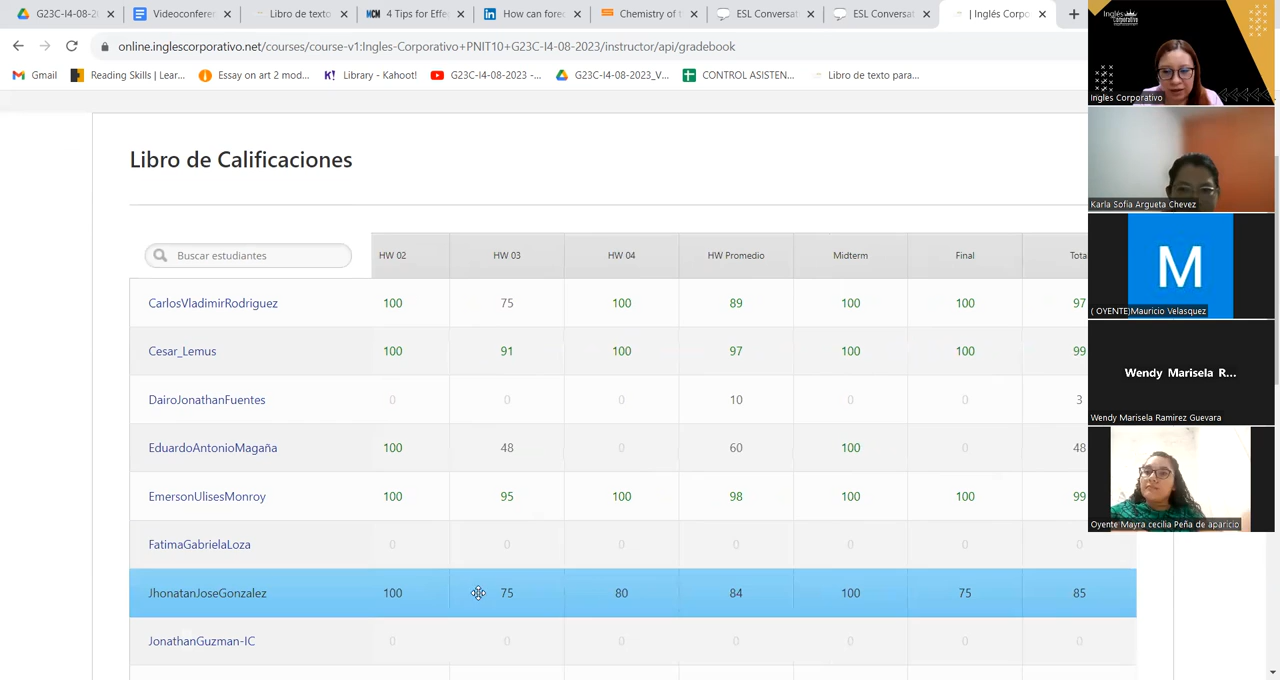 G23C-I4-08-2
Videoconferen
Libro de texto
MCM 4 Tips for Effec
How can forec
Chemistry of t
ESL Conversat
ESL Conversat
| Inglés Corpo
online.inglescorporativo.net/courses/course-v1:Ingles-Corporativo+PNIT10+G23C-I4-08-2023/instructor/api/gradebook
Gmail
Reading Skills | Lear...
Essay on art 2 mod...
Library - Kahoot!
G23C-I4-08-2023 -...
G23C-I4-08-2023_V...
CONTROL ASISTEN...
Libro de texto para...
Libro de Calificaciones
Buscar estudiantes HW 02 HW 03 HW 04 HW Promedio Midterm Final Tota
CarlosVladimirRodriguez 100 75 100 89 100 100 97
Cesar_Lemus 100 91 100 97 100 100 99
DairoJonathanFuentes 0 0 0 10 0 0 3
EduardoAntonioMagaña 100 48 0 60 100 0 48
EmersonUlisesMonroy 100 95 100 98 100 100 99
FatimaGabrielaLoza 0 0 0 0 0 0 0
JhonatanJoseGonzalez 100 75 80 84 100 75 85
JonathanGuzman-IC 0 0 0 0 0 0 0
Inglés
Corporativo
Ingles Corporativo
Karla Sofia Argueta Chevez
M
( OYENTE)Mauricio Velasquez
Wendy Marisela R...
Wendy Marisela Ramirez Guevara
Oyente Mayra cecilia Peña de aparicio